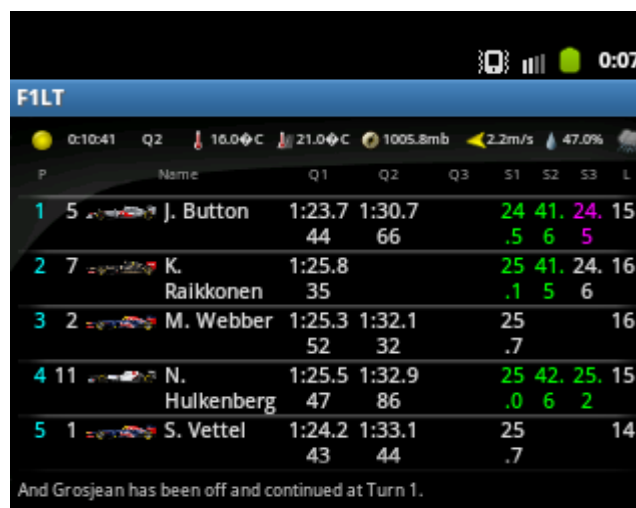 0:07
F1LT
0:10:41 Q2 16.0�C 21.0�C 1005.8mb 2.2m/s 47.0%
P Name Q1 Q2 Q3 S1 S2 S3 L
1 5 J. Button 1:23.7 1:30.7 24 41. 24. 15
44 66 .5 6 5
2 7 K. 1:25.8 25 41. 24. 16
Raikkonen 35 .1 5 6
3 2 M. Webber 1:25.3 1:32.1 25 16
52 32 .7
4 11 N. 1:25.5 1:32.9 25 42. 25. 15
Hulkenberg 47 86 .0 6 2
5 1 S. Vettel 1:24.2 1:33.1 25 14
43 44 .7
And Grosjean has been off and continued at Turn 1.